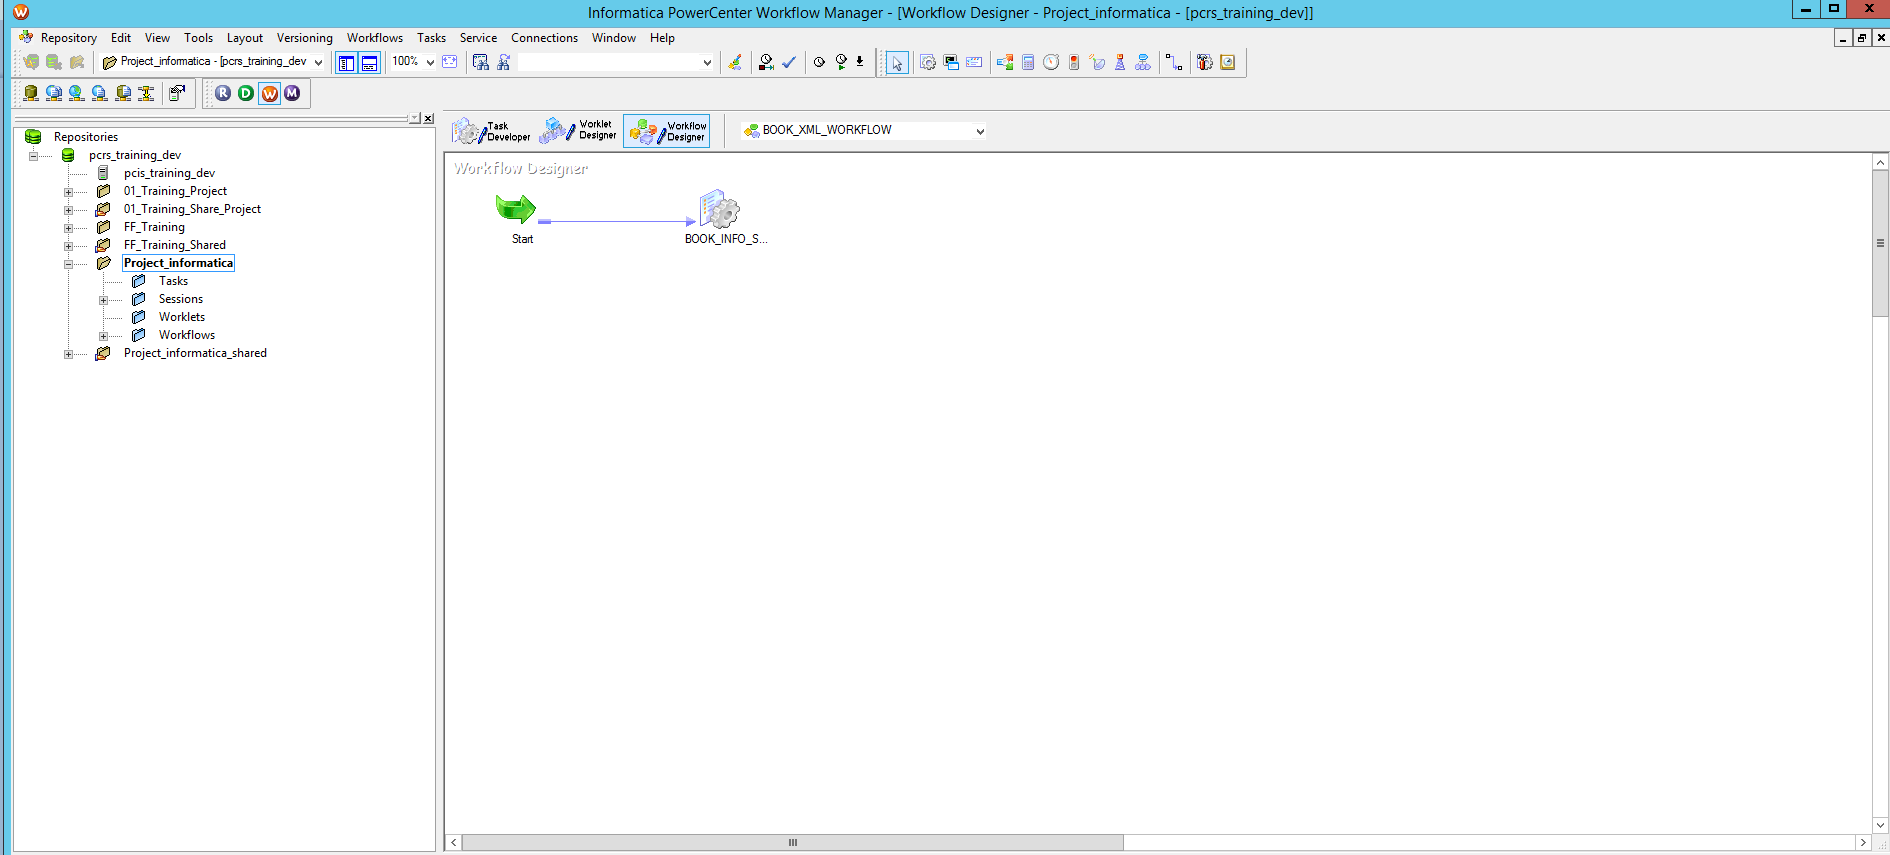 Informatica PowerCenter Workflow Manager - [Workflow Designer - Project_informatica - [pcrs_training_dev]]
Repository Edit View Tools Layout Versioning Workflows Tasks Service Connections Window Help
Project_informatica - [pcrs_training_dev
100%
R D W M
Repositories
pcrs_training_dev
pcis_training_dev
01_Training_Project
01_Training_Share_Project
FF_Training
FF_Training_Shared
Project_informatica
Tasks
Sessions
Worklets
Workflows
Project_informatica_shared
Task Developer
Worklet Designer
Workflow Designer
BOOK_XML_WORKFLOW
Workflow Designer
Start
BOOK_INFO_S...